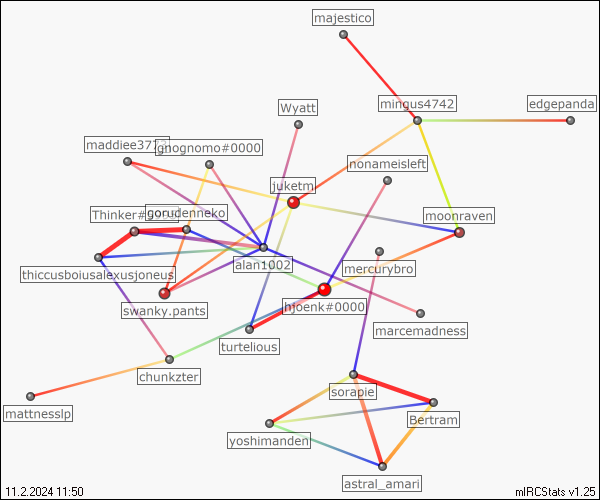 majestico
mingus4742
edgepanda
Wyatt
maddiee37
gnognomo#0000
nonameisleft
juketm
Thinker#
gorudenneko
moonraven
alan1002
thiccusboiusalexusjoneus
mercurybro
swanky.pants
hjoenk#0000
marcemadness
turtelious
chunkzter
sorapie
mattnesslp
Bertram
yoshimanden
astral_amari
11.2.2024 11:50
mIRCStats v1.25